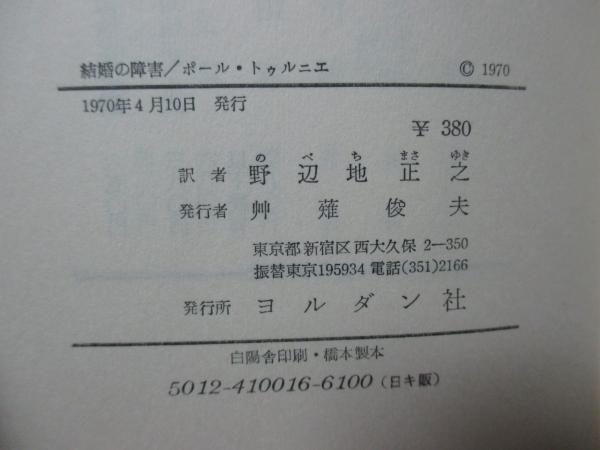 結婚の障害／ポール・トゥルニエ © 1970
1970年4月10日 発行
¥ 380
のべちまさゆき
訳者 野辺地正之
発行者 艸薙俊夫
東京都新宿区西大久保 2―350
振替東京195934 電話(351)2166
発行所 ヨルダン社
白陽舍印刷・橋本製本
5012-410016-6100（日キ販）